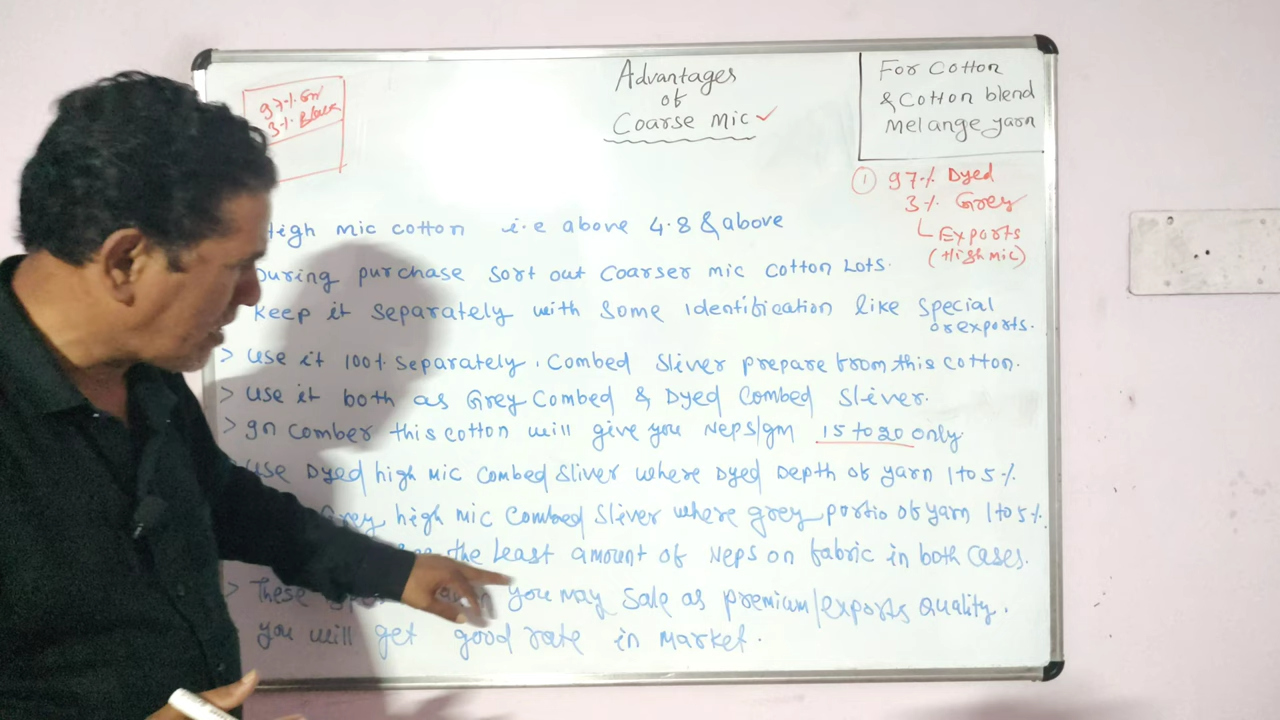 97% Gr
3% Black
Advantages
of
Coarse Mic ✓
For Cotton
& Cotton blend
Melange yarn
① 97% Dyed
3% Grey
Exports
(High mic)
High mic cotton i.e above 4.8 & above
During purchase sort out coarser mic cotton Lots.
Keep it separately with some identification like special
or exports.
> Use it 100% separately. Combed Sliver prepare from this cotton.
> Use it both as Grey Combed & Dyed Combed Sliver.
> In comber this cotton will give you Neps/gm 15 to 20 only
> Use Dyed high Mic combed sliver where Dyed Depth of yarn 1 to 5%
Grey high mic combed sliver where grey portio of yarn 1 to 5%.
the Least amount of Neps on fabric in both cases.
> These you may Sale as premium/exports Quality.
you will get good rate in market.